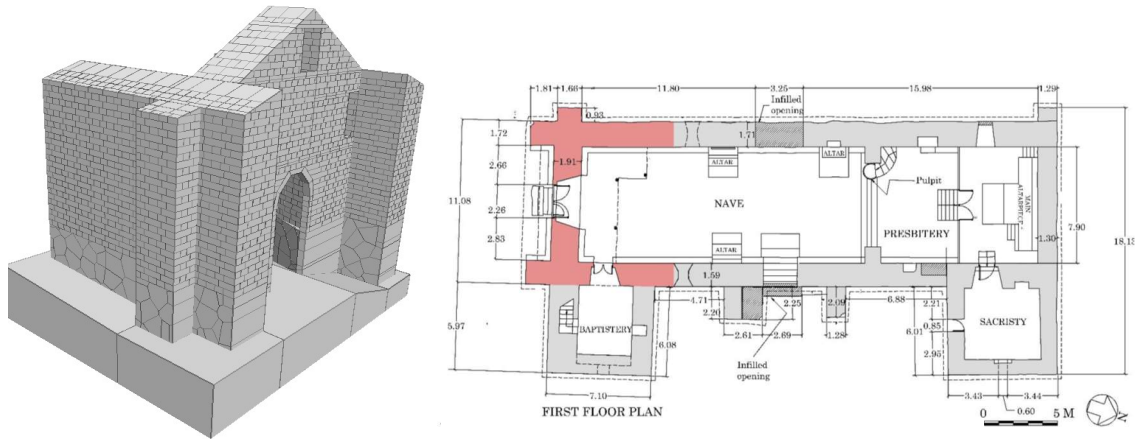 1.81 1.66 11.80 3.25 15.98 1.29
Infilled
opening
0.93
1.72 1.71
2.66 1.91 ALTAR ALTAR
Pulpit
11.08 2.26 NAVE MAIN
ALTARPIECE 7.90 18.13
PRESBITERY
2.83 ALTAR 1.30
1.59
4.71 2.25 2.09 6.88 2.21
2.20
5.97 BAPTISTERY 6.01 0.85 SACRISTY
2.61 2.69 1.28
6.08 Infilled
opening 2.95
7.10 3.43 3.44
0.60
FIRST FLOOR PLAN 0 5 M N